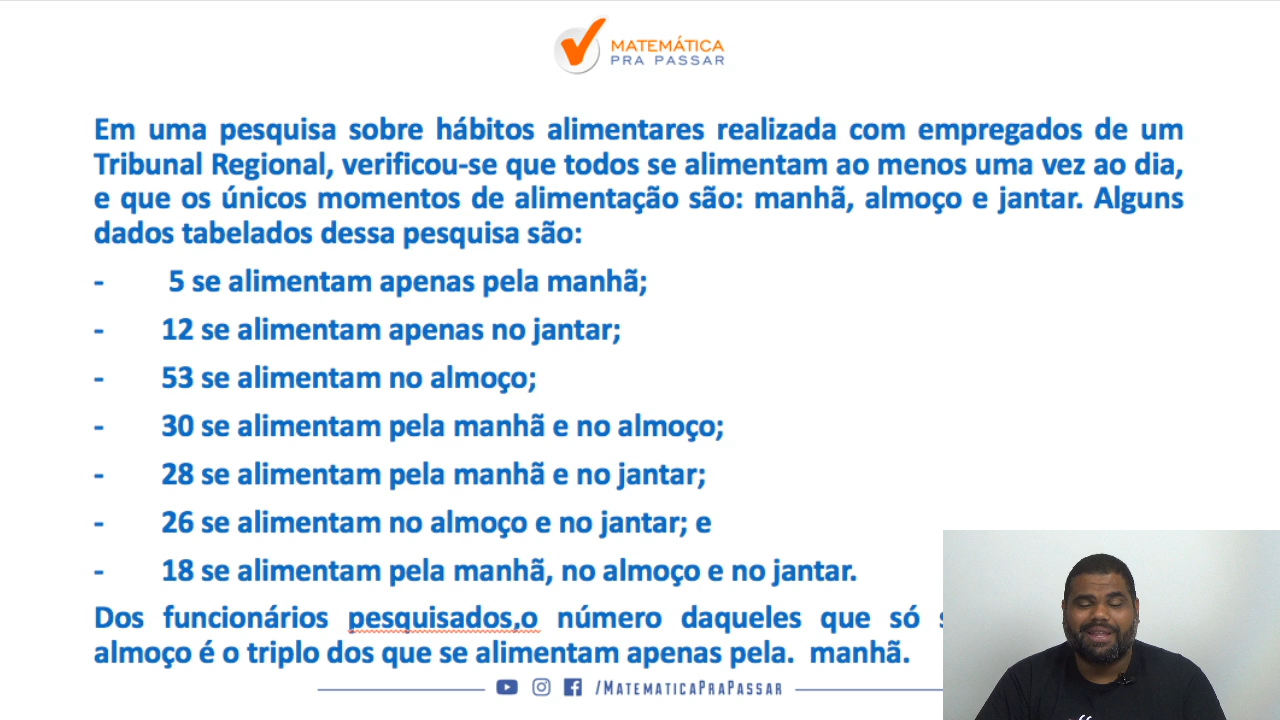 MATEMÁTICA
PRA PASSAR
Em uma pesquisa sobre hábitos alimentares realizada com empregados de um
Tribunal Regional, verificou-se que todos se alimentam ao menos uma vez ao dia,
e que os únicos momentos de alimentação são: manhã, almoço e jantar. Alguns
dados tabelados dessa pesquisa são:
- 5 se alimentam apenas pela manhã;
- 12 se alimentam apenas no jantar;
- 53 se alimentam no almoço;
- 30 se alimentam pela manhã e no almoço;
- 28 se alimentam pela manhã e no jantar;
- 26 se alimentam no almoço e no jantar; e
- 18 se alimentam pela manhã, no almoço e no jantar.
Dos funcionários pesquisados,o número daqueles que só
almoço é o triplo dos que se alimentam apenas pela. manhã.
/MATEMATICAPRAPASSAR